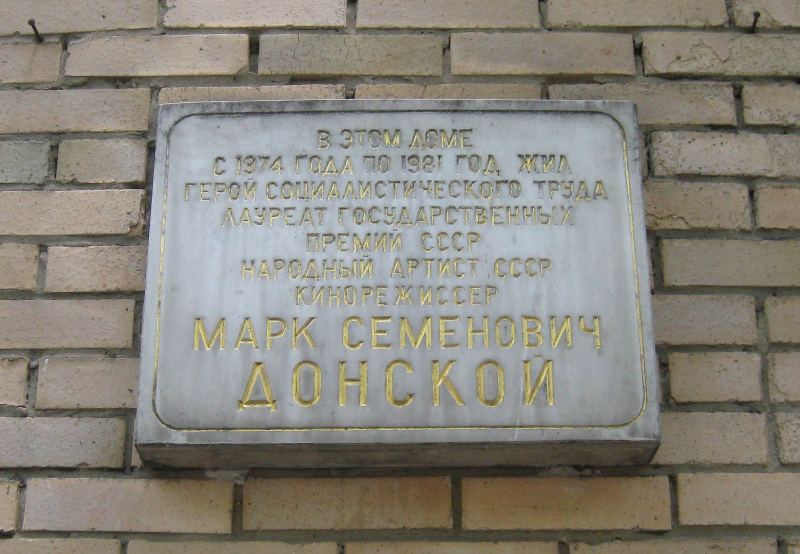 В ЭТОМ ДОМЕ
С 1974 ГОДА ПО 1981 ГОД ЖИЛ
ГЕРОЙ СОЦИАЛИСТИЧЕСКОГО ТРУДА
ЛАУРЕАТ ГОСУДАРСТВЕННЫХ
ПРЕМИЙ СССР
НАРОДНЫЙ АРТИСТ СССР
КИНОРЕЖИССЕР
МАРК СЕМЕНОВИЧ
ДОНСКОЙ